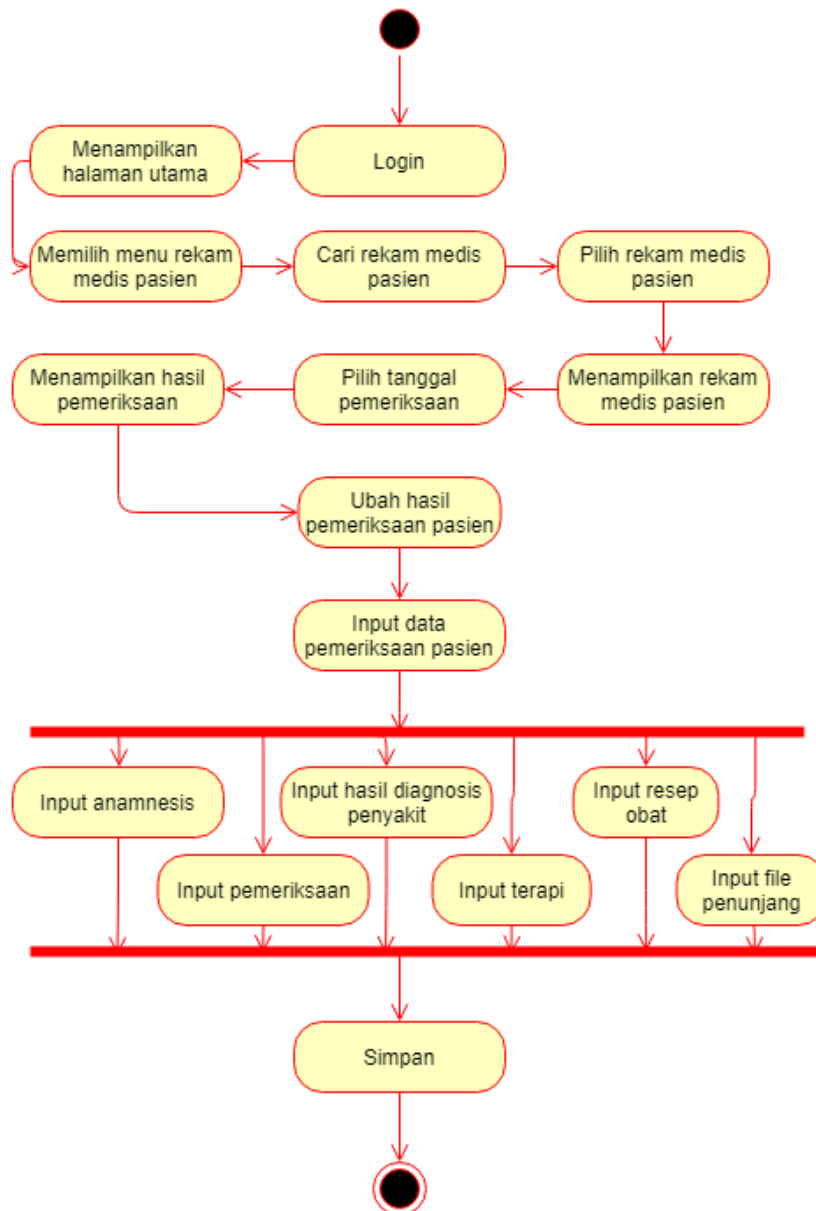 Login
Menampilkan
halaman utama
Memilih menu rekam
medis pasien
Cari rekam medis
pasien
Pilih rekam medis
pasien
Menampilkan rekam
medis pasien
Pilih tanggal
pemeriksaan
Menampilkan hasil
pemeriksaan
Ubah hasil
pemeriksaan pasien
Input data
pemeriksaan pasien
Input anamnesis
Input pemeriksaan
Input hasil diagnosis
penyakit
Input terapi
Input resep
obat
Input file
penunjang
Simpan